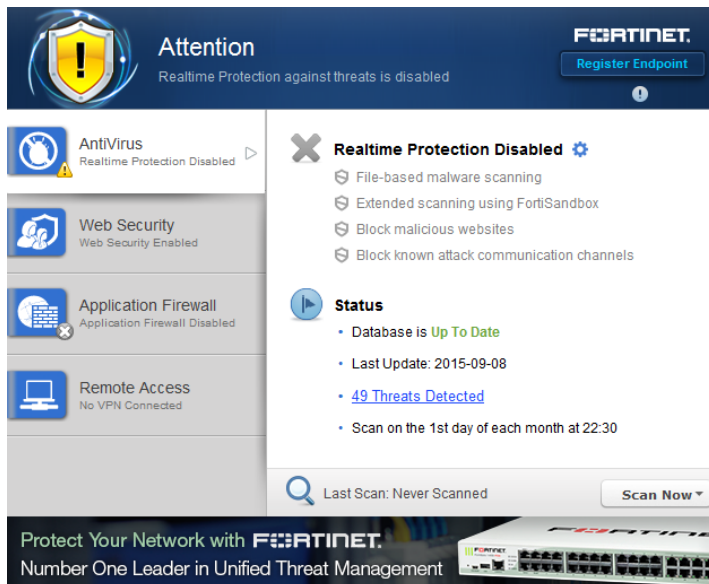 Attention
Realtime Protection against threats is disabled
FORTINET.
Register Endpoint
AntiVirus
Realtime Protection Disabled
Web Security
Web Security Enabled
Application Firewall
Application Firewall Disabled
Remote Access
No VPN Connected
Realtime Protection Disabled
File-based malware scanning
Extended scanning using FortiSandbox
Block malicious websites
Block known attack communication channels
Status
• Database is Up To Date
• Last Update: 2015-09-08
• 49 Threats Detected
• Scan on the 1st day of each month at 22:30
Last Scan: Never Scanned
Scan Now
Protect Your Network with FORTINET.
Number One Leader in Unified Threat Management
FORTINET